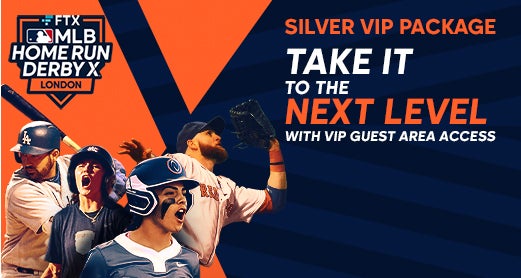 FTX
MLB
HOME RUN
DERBY X
LONDON
SILVER VIP PACKAGE
TAKE IT
TO THE
NEXT LEVEL
WITH VIP GUEST AREA ACCESS
LA